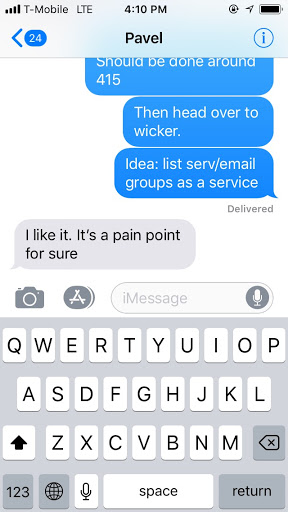 T-Mobile LTE 4:10 PM
24 Pavel
Should be done around
415
Then head over to
wicker.
Idea: list serv/email
groups as a service
Delivered
I like it. It's a pain point
for sure
iMessage
Q W E R T Y U I O P
A S D F G H J K L
Z X C V B N M
123 space return